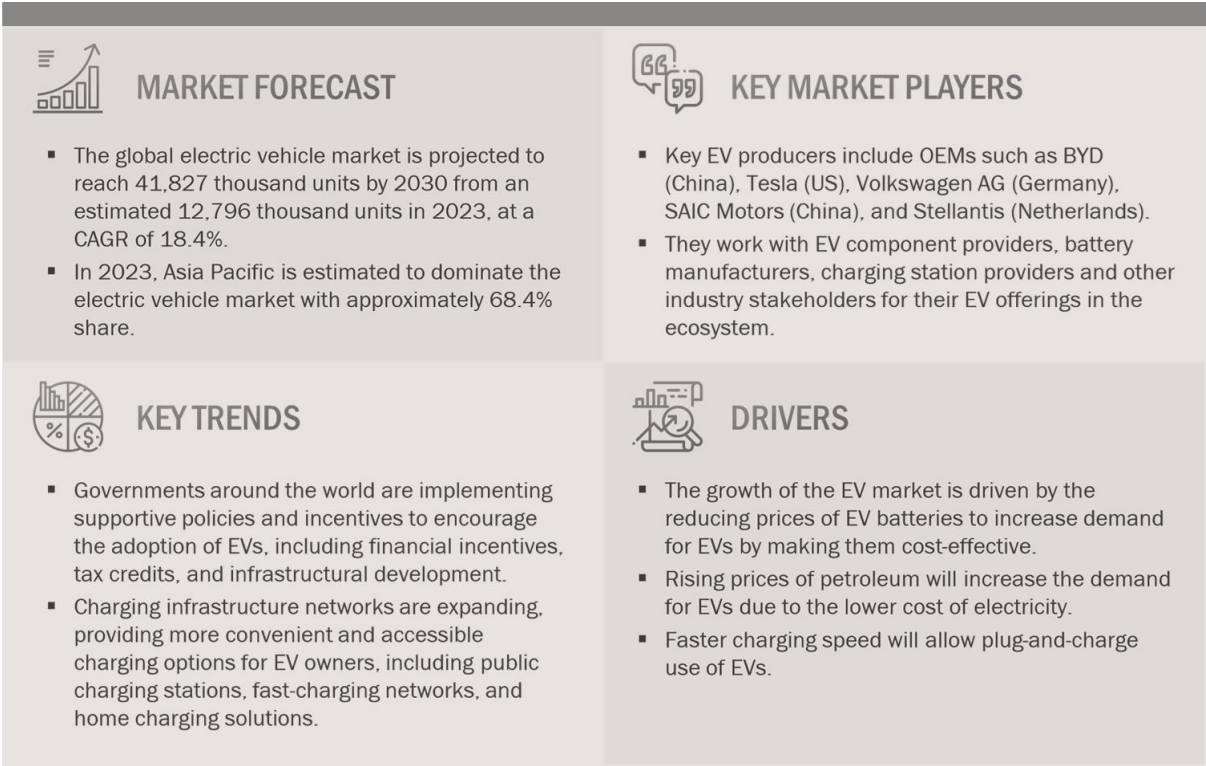 MARKET FORECAST
▪ The global electric vehicle market is projected to
reach 41,827 thousand units by 2030 from an
estimated 12,796 thousand units in 2023, at a
CAGR of 18.4%.
▪ In 2023, Asia Pacific is estimated to dominate the
electric vehicle market with approximately 68.4%
share.
KEY MARKET PLAYERS
▪ Key EV producers include OEMs such as BYD
(China), Tesla (US), Volkswagen AG (Germany),
SAIC Motors (China), and Stellantis (Netherlands).
▪ They work with EV component providers, battery
manufacturers, charging station providers and other
industry stakeholders for their EV offerings in the
ecosystem.
KEY TRENDS
▪ Governments around the world are implementing
supportive policies and incentives to encourage
the adoption of EVs, including financial incentives,
tax credits, and infrastructural development.
▪ Charging infrastructure networks are expanding,
providing more convenient and accessible
charging options for EV owners, including public
charging stations, fast-charging networks, and
home charging solutions.
DRIVERS
▪ The growth of the EV market is driven by the
reducing prices of EV batteries to increase demand
for EVs by making them cost-effective.
▪ Rising prices of petroleum will increase the demand
for EVs due to the lower cost of electricity.
▪ Faster charging speed will allow plug-and-charge
use of EVs.